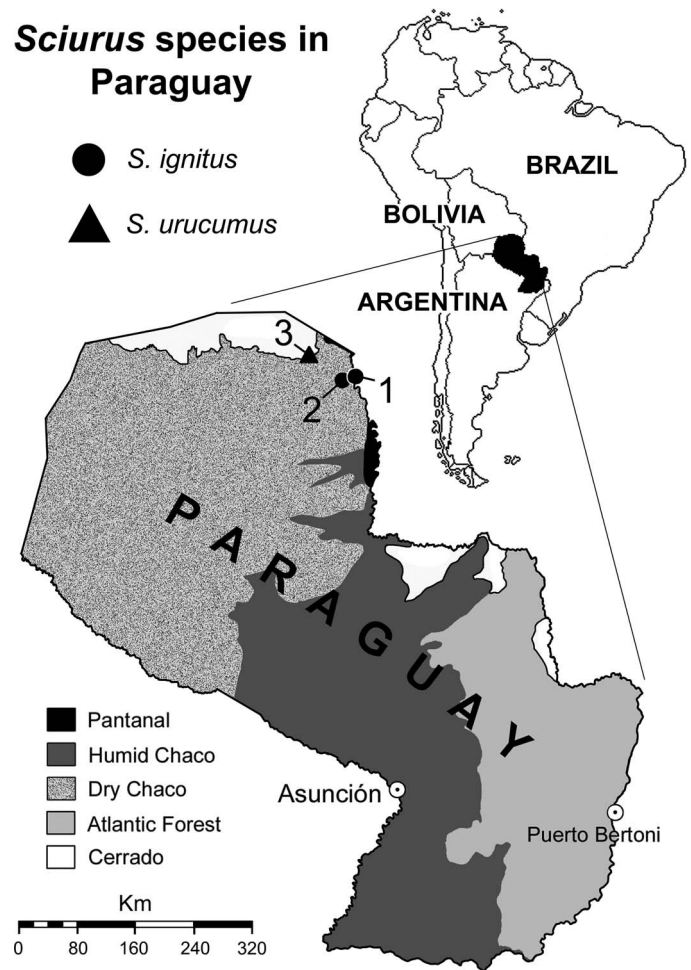 Sciurus species in
Paraguay
S. ignitus
S. urucumus
BRAZIL
BOLIVIA
ARGENTINA
3
1
2
PARAGUAY
Pantanal
Humid Chaco
Dry Chaco
Atlantic Forest
Cerrado
Asunción
Puerto Bertoni
Km
0 80 160 240 320